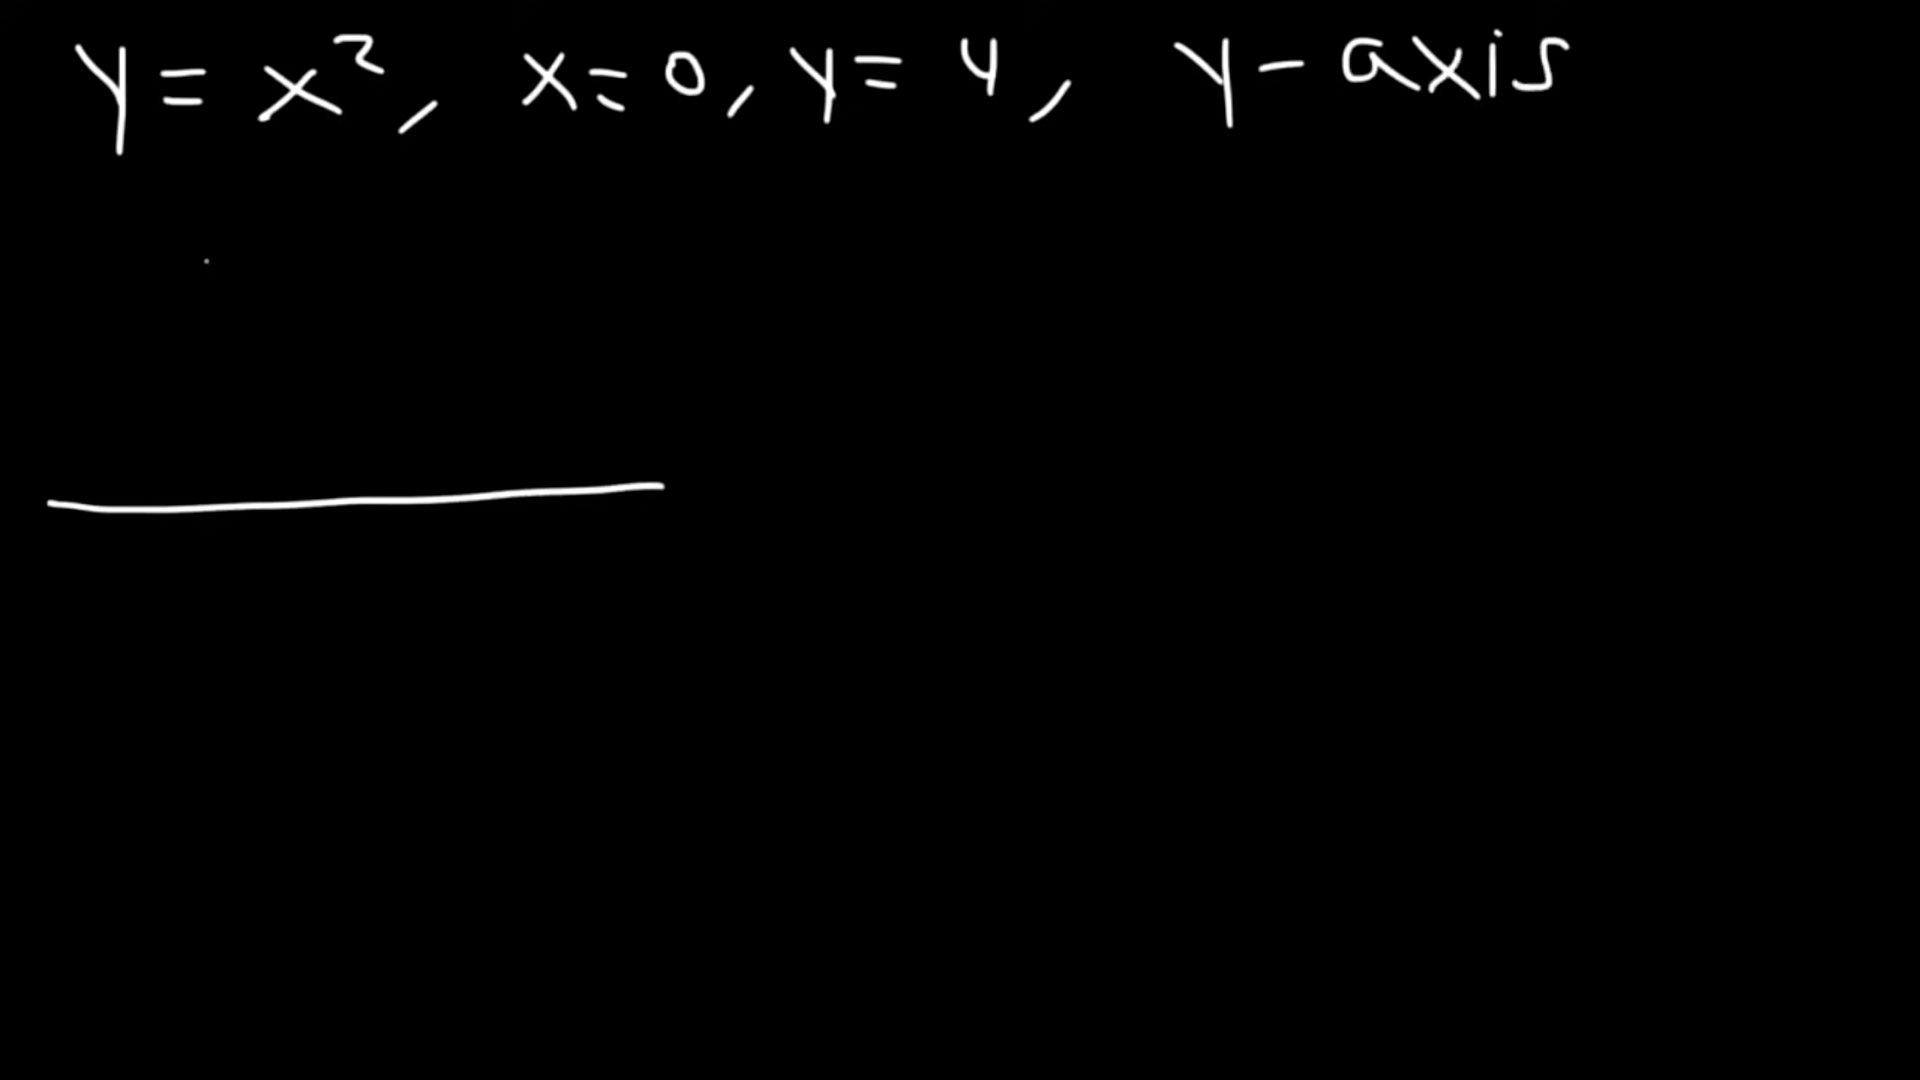 y = x², x = 0, y = 4, y-axis